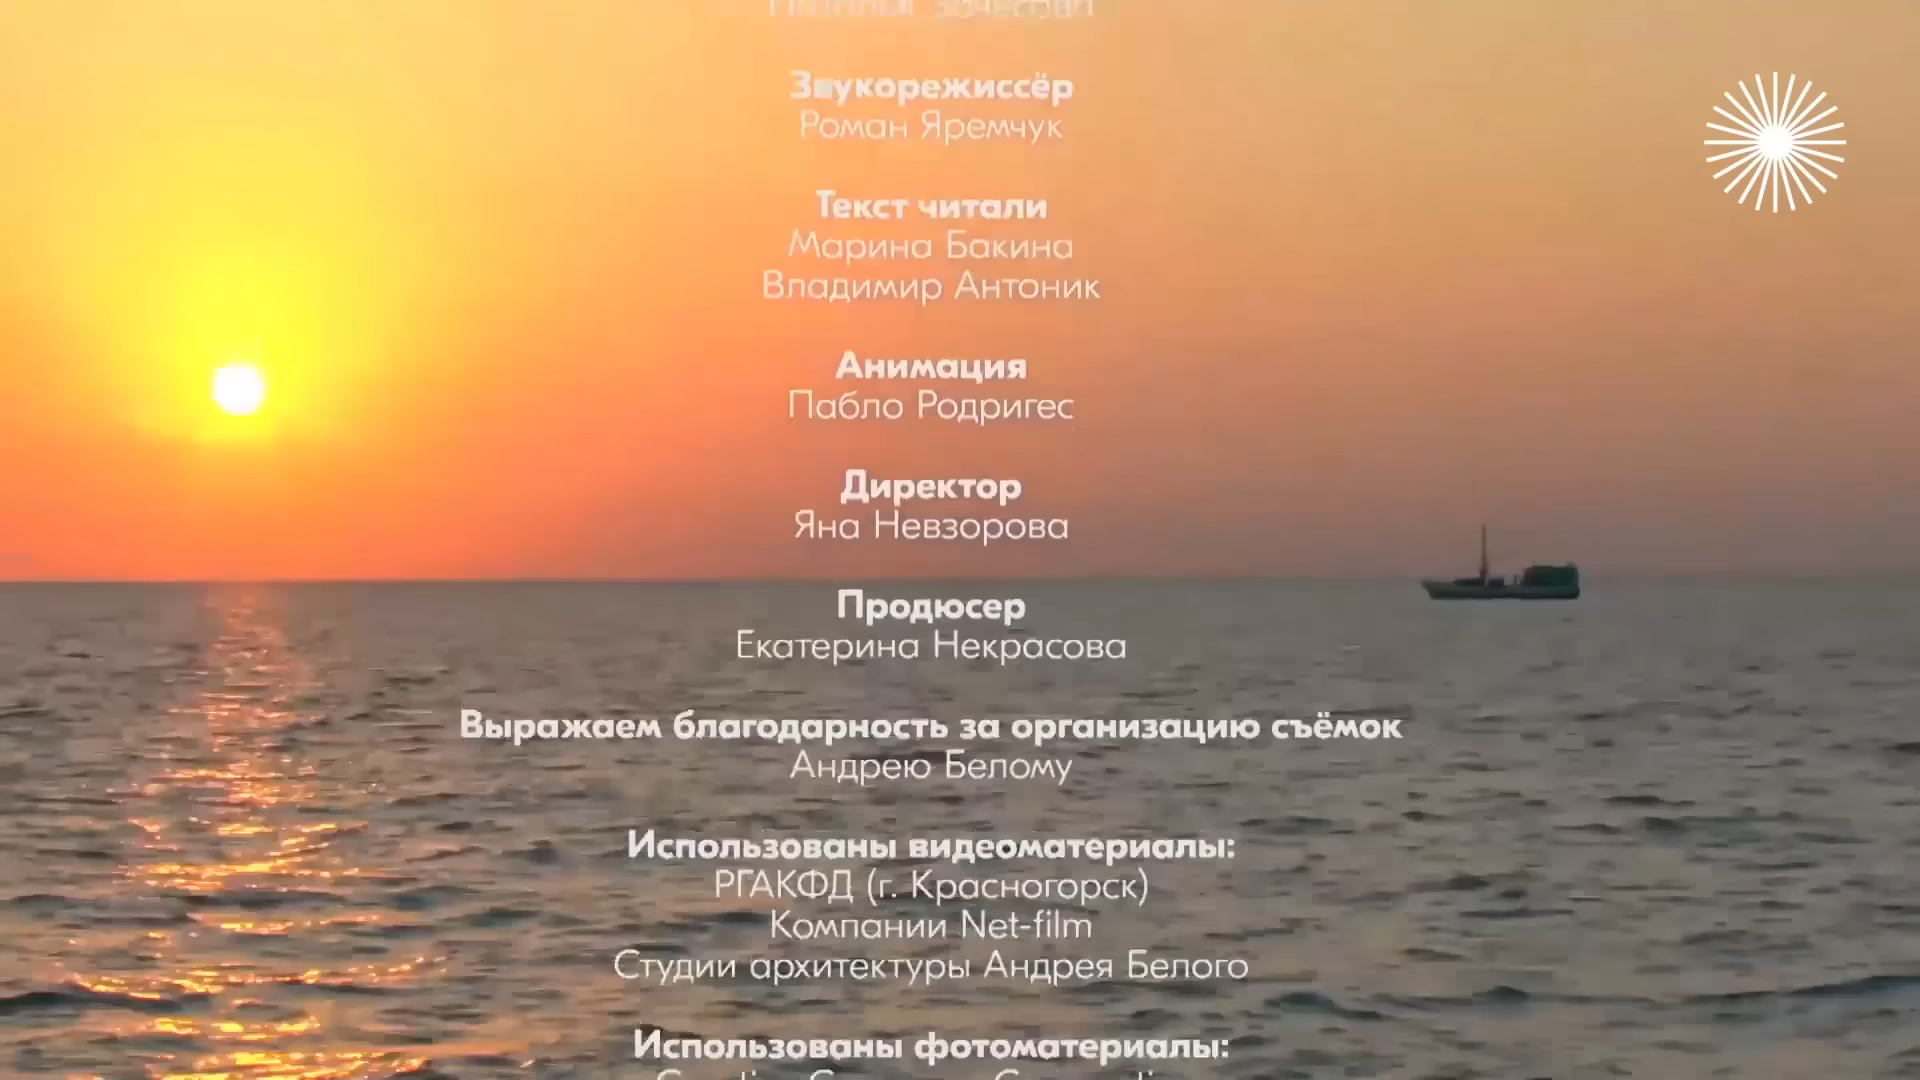 Звукорежиссёр
Роман Яремчук
Текст читали
Марина Бакина
Владимир Антоник
Анимация
Пабло Родригес
Директор
Яна Невзорова
Продюсер
Екатерина Некрасова
Выражаем благодарность за организацию съёмок
Андрею Белому
Использованы видеоматериалы:
РГАКФД (г. Красногорск)
Компании Net-film
Студии архитектуры Андрея Белого
Использованы фотоматериалы: